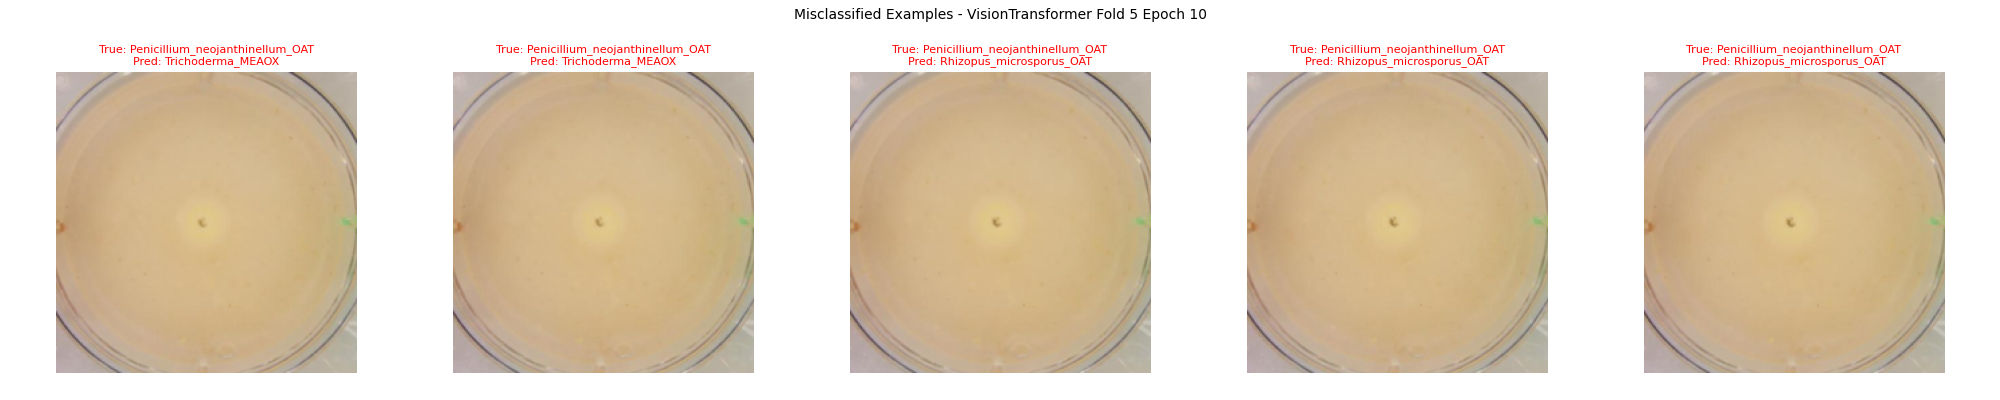 Misclassified Examples - VisionTransformer Fold 5 Epoch 10
True: Penicillium_neojanthinellum_OAT
Pred: Trichoderma_MEAOX
True: Penicillium_neojanthinellum_OAT
Pred: Trichoderma_MEAOX
True: Penicillium_neojanthinellum_OAT
Pred: Rhizopus_microsporus_OAT
True: Penicillium_neojanthinellum_OAT
Pred: Rhizopus_microsporus_OAT
True: Penicillium_neojanthinellum_OAT
Pred: Rhizopus_microsporus_OAT